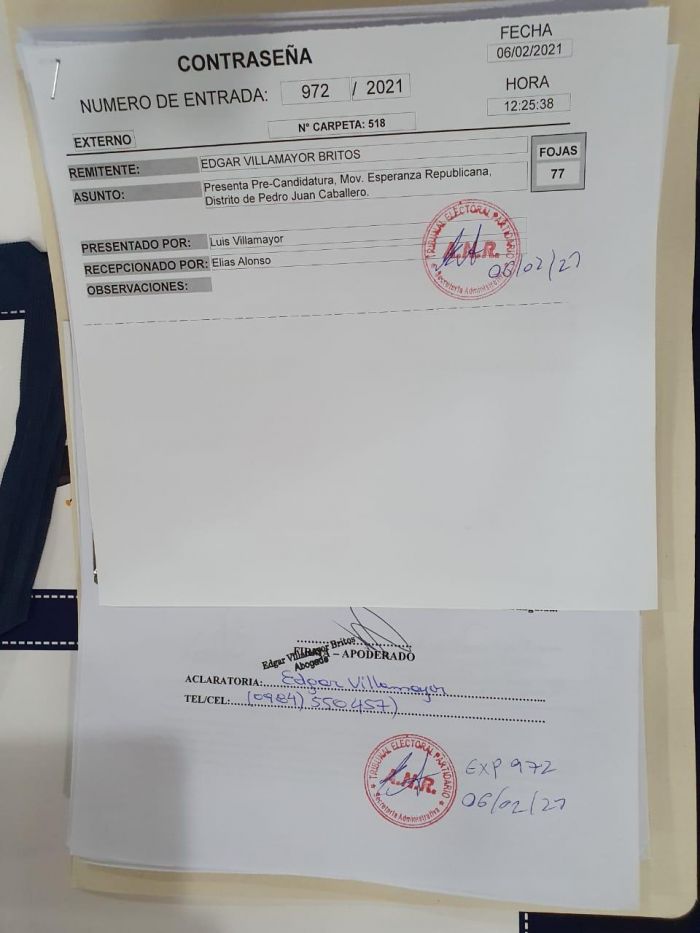 CONTRASEÑA
FECHA
06/02/2021
NUMERO DE ENTRADA: 972 / 2021
HORA
12:25:38
Nº CARPETA: 518
EXTERNO
REMITENTE: EDGAR VILLAMAYOR BRITOS
FOJAS
77
ASUNTO: Presenta Pre-Candidatura, Mov. Esperanza Republicana,
Distrito de Pedro Juan Caballero.
PRESENTADO POR: Luis Villamayor
RECEPCIONADO POR: Elias Alonso
OBSERVACIONES:
TRIBUNAL ELECTORAL PARTIDARIO
A.N.R.
Secretaría Administrativa
06/02/21
Edgar Villamayor Britos
Abogado
– APODERADO
ACLARATORIA: Edgar Villamayor
TEL/CEL: (0984) 550457)
TRIBUNAL ELECTORAL PARTIDARIO
A.N.R.
Secretaría Administrativa
EXP 972
06/02/21